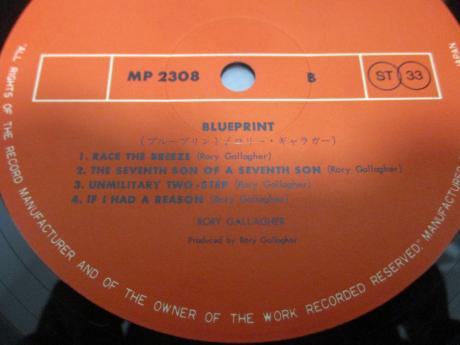 MP 2308 B ST 33
BLUEPRINT
(ブループリント/ロリー・ギャラガー)
1. RACE THE BREEZE (Rory Gallagher)
2. THE SEVENTH SON OF A SEVENTH SON (Rory Gallagher)
3. UNMILITARY TWO-STEP (Rory Gallagher)
4. IF I HAD A REASON (Rory Gallagher)
RORY GALLAGHER
Produced by Rory Gallagher
"ALL RIGHTS OF THE RECORD MANUFACTURER AND OF THE OWNER OF THE WORK RECORDED RESERVED" MANUFACTURE
JAPAN